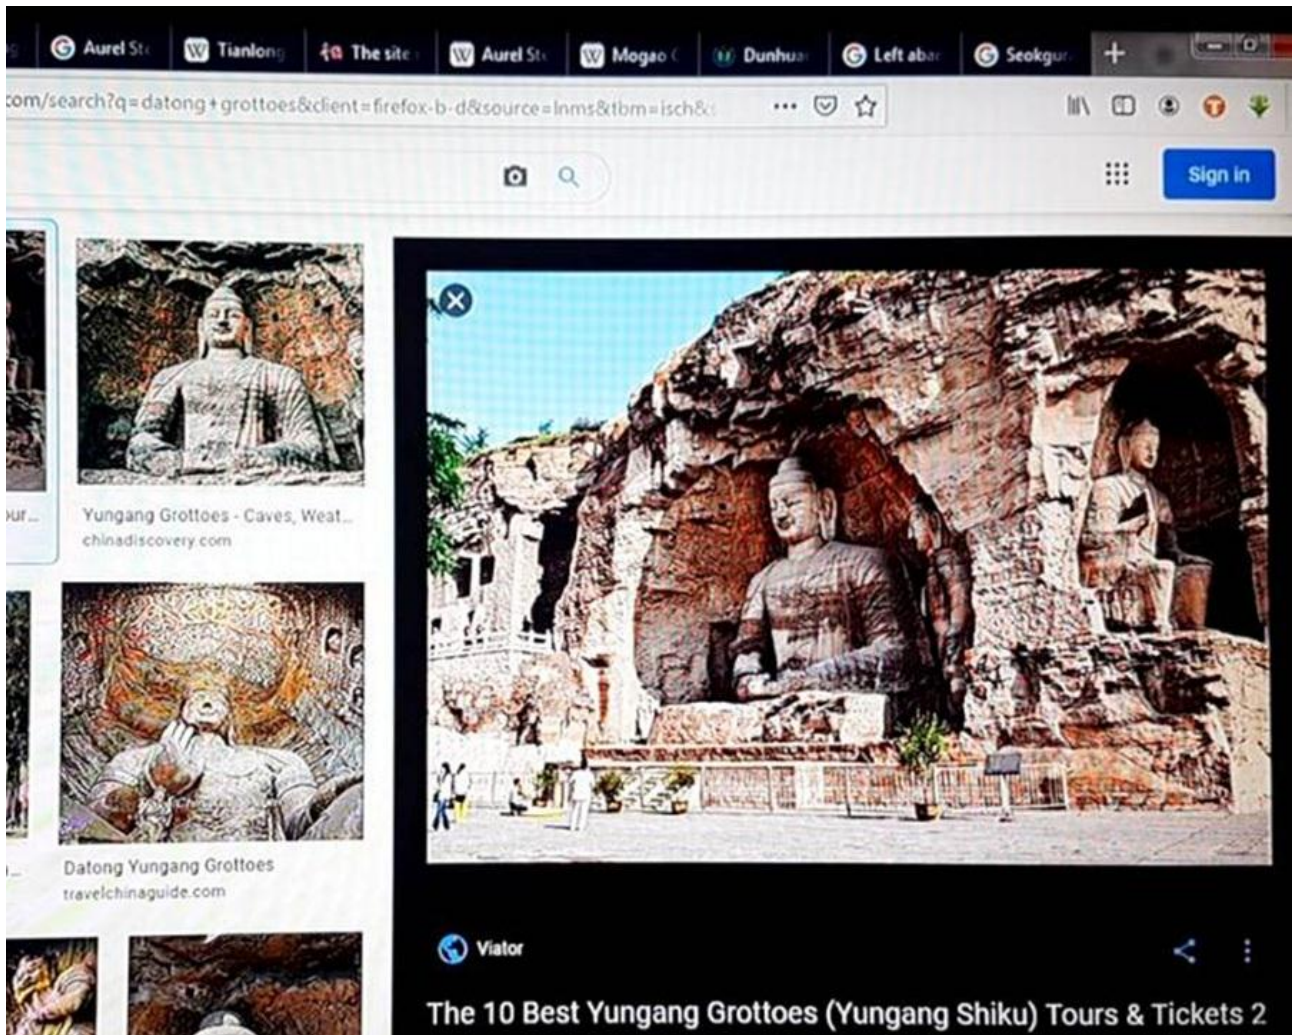 Aurel St
Tianlong
The site
Aurel St
Mogao
Dunhua
Left aba
Seokgur
com/search?q=datong+grottoes&client=firefox-b-d&source=lnms&tbm=isch&
Sign in
our...
Yungang Grottoes - Caves, Weat...
chinadiscovery.com
Datong Yungang Grottoes
travelchinaguide.com
Viator
The 10 Best Yungang Grottoes (Yungang Shiku) Tours & Tickets 2